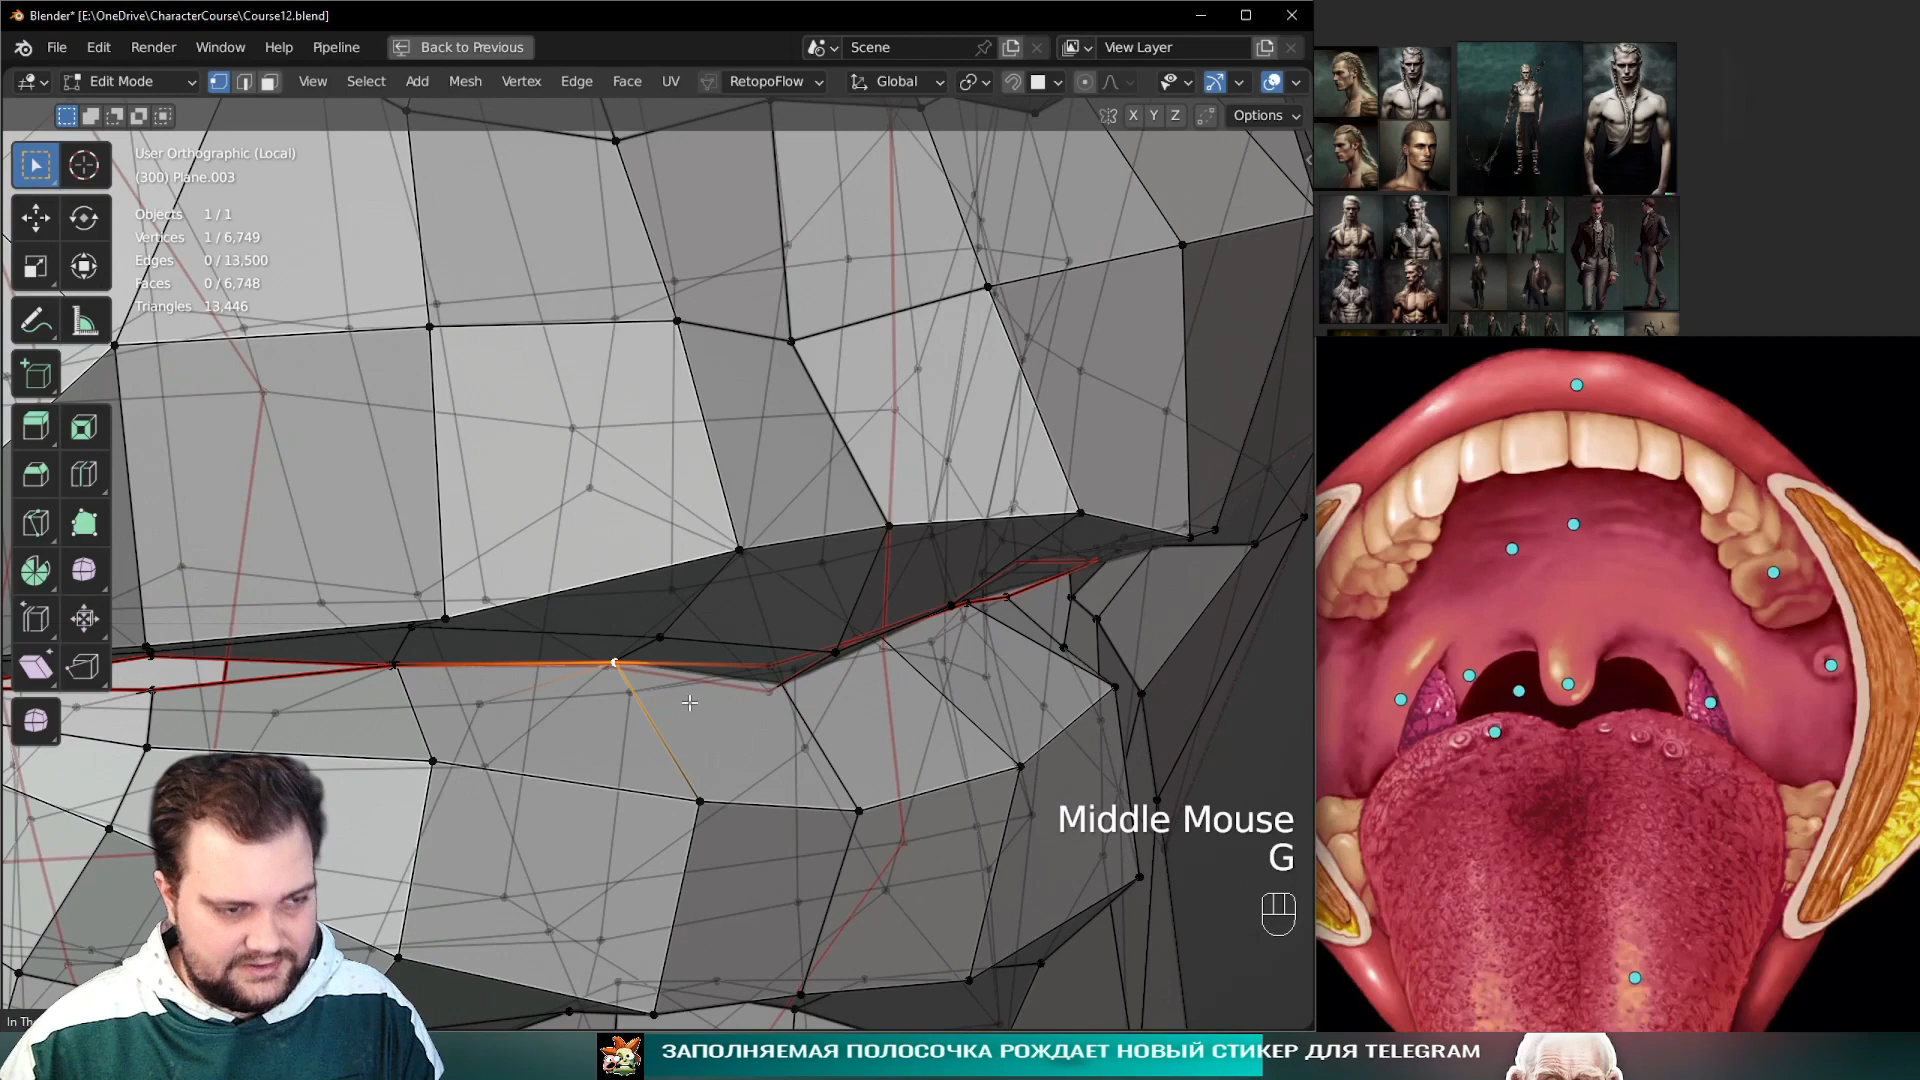 Blender* [E:\OneDrive\CharacterCourse\Course12.blend]
File Edit Render Window Help Pipeline Back to Previous Scene View Layer
Edit Mode View Select Add Mesh Vertex Edge Face UV RetopoFlow Global
X Y Z Options
User Orthographic (Local)
(300) Plane.003
Objects 1 / 1
Vertices 1 / 6,749
Edges 0 / 13,500
Faces 0 / 6,748
Triangles 13,446
Middle Mouse
G
In Th
ЗАПОЛНЯЕМАЯ ПОЛОСОЧКА РОЖДАЕТ НОВЫЙ СТИКЕР ДЛЯ TELEGRAM